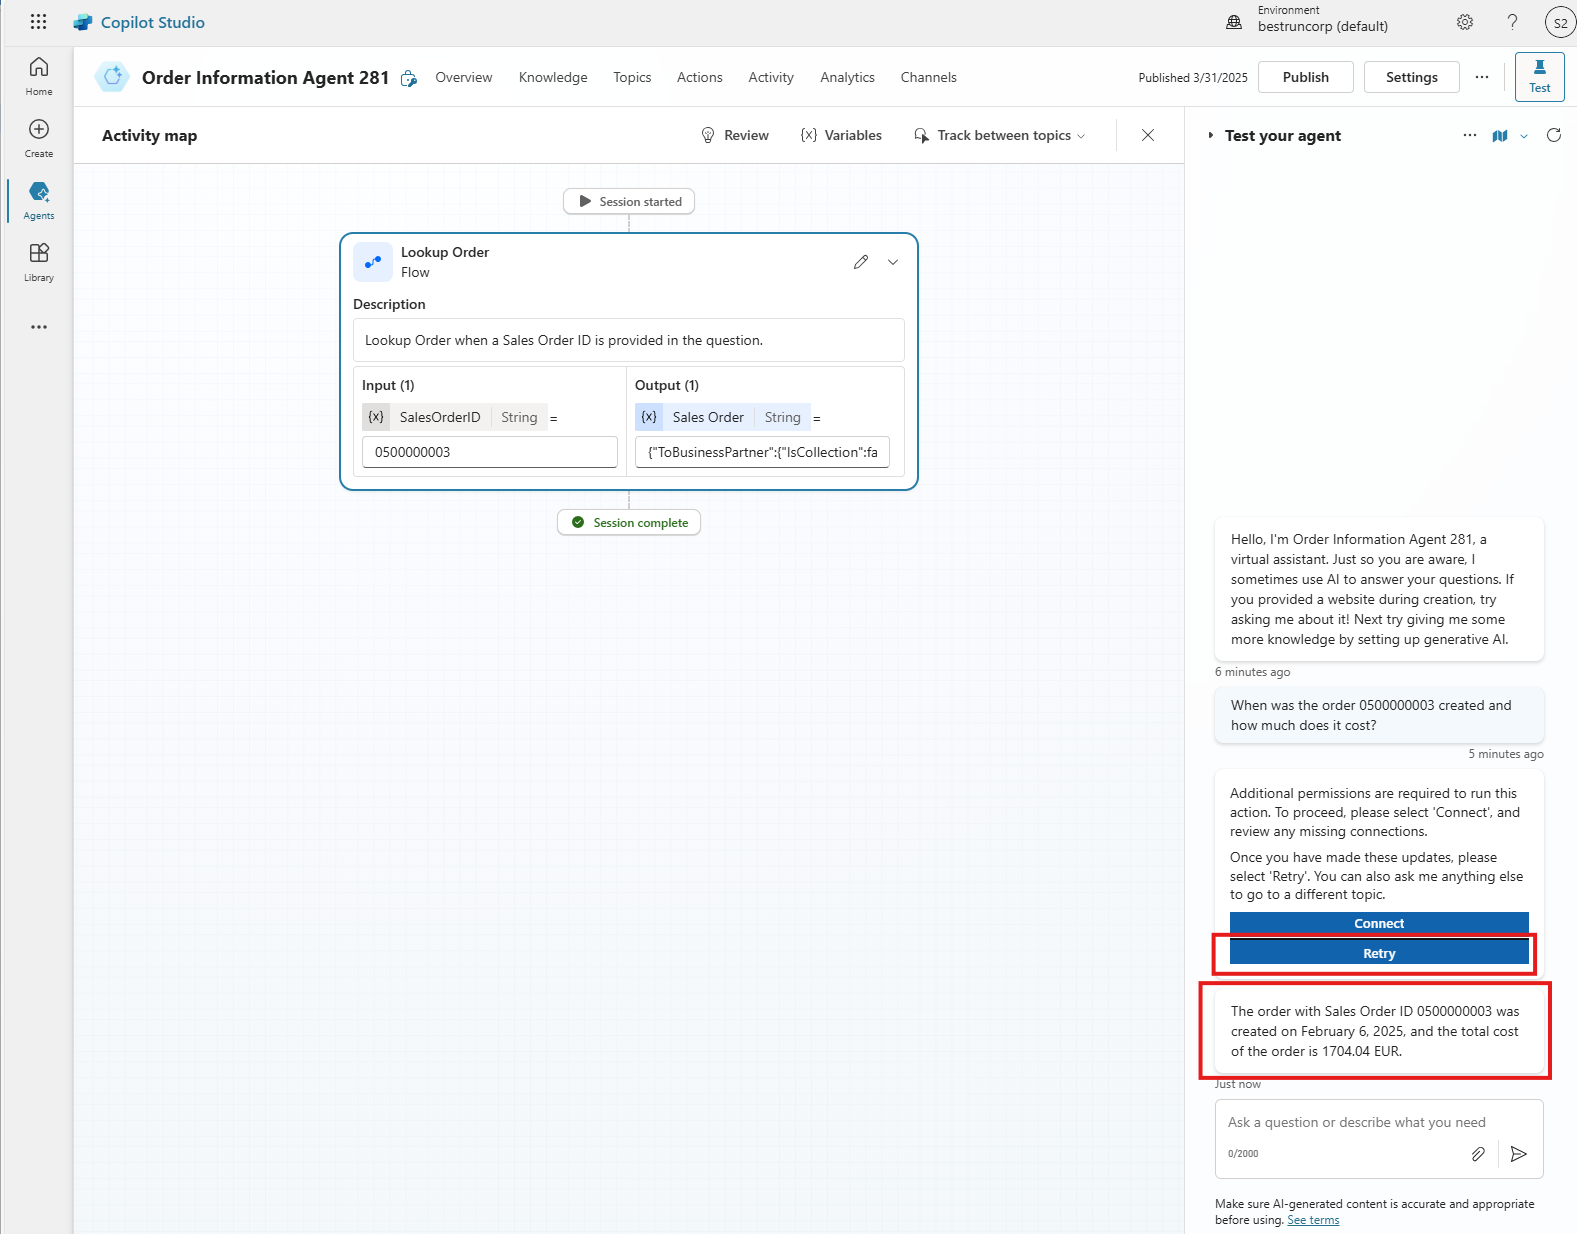 Copilot Studio
Environment
bestruncorp (default)
?
S2
Home
Create
Agents
Library
Order Information Agent 281
Overview
Knowledge
Topics
Actions
Activity
Analytics
Channels
Published 3/31/2025
Publish
Settings
Test
Activity map
Review
{x} Variables
Track between topics
Session started
Lookup Order
Flow
Description
Lookup Order when a Sales Order ID is provided in the question.
Input (1)
{x} SalesOrderID String =
0500000003
Output (1)
{x} Sales Order String =
{"ToBusinessPartner":{"IsCollection":fa
Session complete
Test your agent
Hello, I'm Order Information Agent 281, a
virtual assistant. Just so you are aware, I
sometimes use AI to answer your questions. If
you provided a website during creation, try
asking me about it! Next try giving me some
more knowledge by setting up generative AI.
6 minutes ago
When was the order 0500000003 created and
how much does it cost?
5 minutes ago
Additional permissions are required to run this
action. To proceed, please select 'Connect', and
review any missing connections.
Once you have made these updates, please
select 'Retry'. You can also ask me anything else
to go to a different topic.
Connect
Retry
The order with Sales Order ID 0500000003 was
created on February 6, 2025, and the total cost
of the order is 1704.04 EUR.
Just now
Ask a question or describe what you need
0/2000
Make sure AI-generated content is accurate and appropriate
before using. See terms